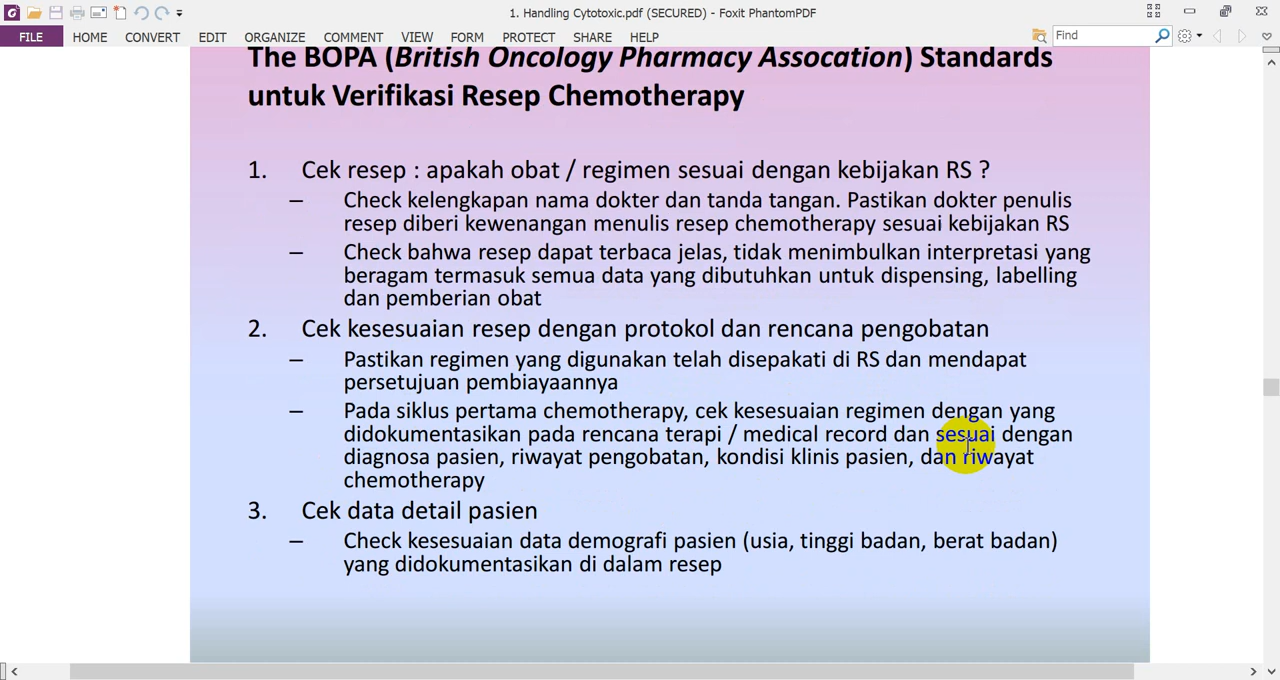 1. Handling Cytotoxic.pdf (SECURED) - Foxit PhantomPDF
FILE HOME CONVERT EDIT ORGANIZE COMMENT VIEW FORM PROTECT SHARE HELP Find
The BOPA (British Oncology Pharmacy Assocation) Standards
untuk Verifikasi Resep Chemotherapy
1. Cek resep : apakah obat / regimen sesuai dengan kebijakan RS ?
– Check kelengkapan nama dokter dan tanda tangan. Pastikan dokter penulis
resep diberi kewenangan menulis resep chemotherapy sesuai kebijakan RS
– Check bahwa resep dapat terbaca jelas, tidak menimbulkan interpretasi yang
beragam termasuk semua data yang dibutuhkan untuk dispensing, labelling
dan pemberian obat
2. Cek kesesuaian resep dengan protokol dan rencana pengobatan
– Pastikan regimen yang digunakan telah disepakati di RS dan mendapat
persetujuan pembiayaannya
– Pada siklus pertama chemotherapy, cek kesesuaian regimen dengan yang
didokumentasikan pada rencana terapi / medical record dan sesuai dengan
diagnosa pasien, riwayat pengobatan, kondisi klinis pasien, dan riwayat
chemotherapy
3. Cek data detail pasien
– Check kesesuaian data demografi pasien (usia, tinggi badan, berat badan)
yang didokumentasikan di dalam resep